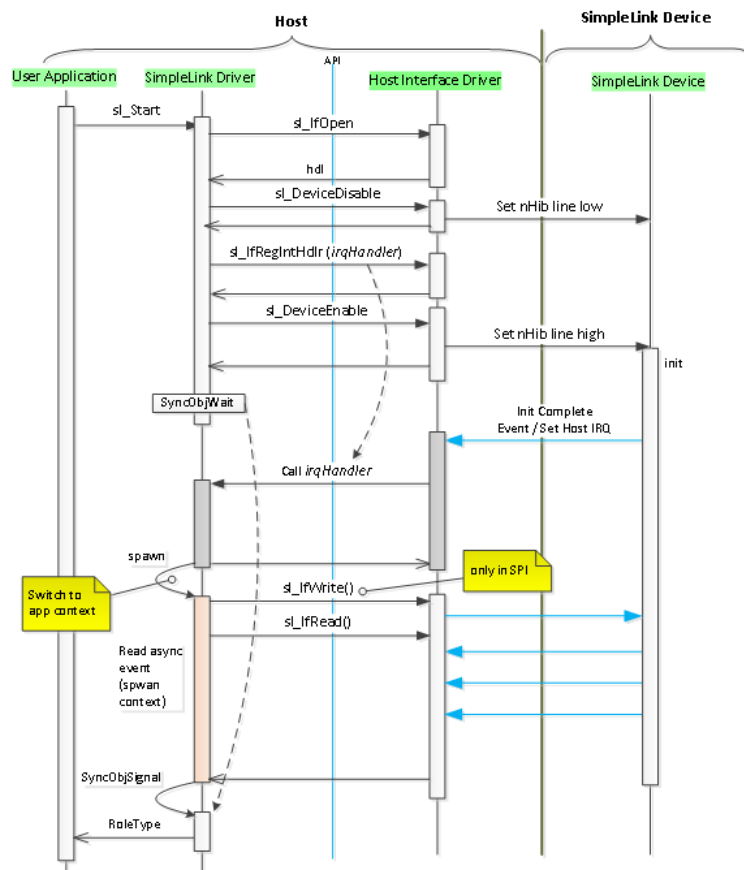 Host
SimpleLink Device
API
User Application
SimpleLink Driver
Host Interface Driver
SimpleLink Device
sl_Start
sl_IfOpen
hdl
sl_DeviceDisable
Set nHib line low
sl_IfRegIntHdlr (irqHandler)
sl_DeviceEnable
Set nHib line high
init
SyncObjWait
Init Complete
Event / Set Host IRQ
Call irqHandler
spawn
only in SPI
Switch to
app context
sl_IfWrite()
sl_IfRead()
Read async
event
(spwan
context)
SyncObjSignal
RoleType